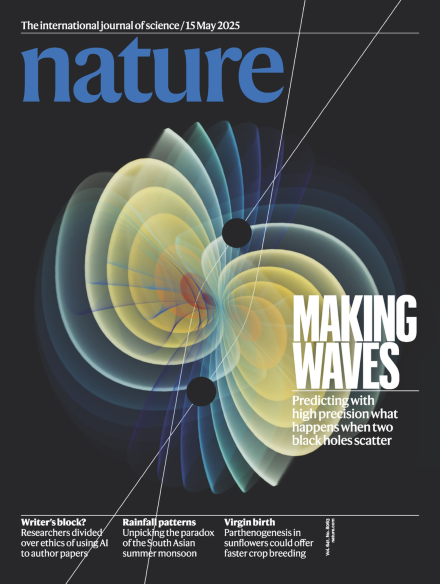 The international journal of science / 15 May 2025
nature
MAKING
WAVES
Predicting with
high precision what
happens when two
black holes scatter
Writer's block?
Researchers divided
over ethics of using AI
to author papers
Rainfall patterns
Unpicking the paradox
of the South Asian
summer monsoon
Virgin birth
Parthenogenesis in
sunflowers could offer
faster crop breeding
nature.com